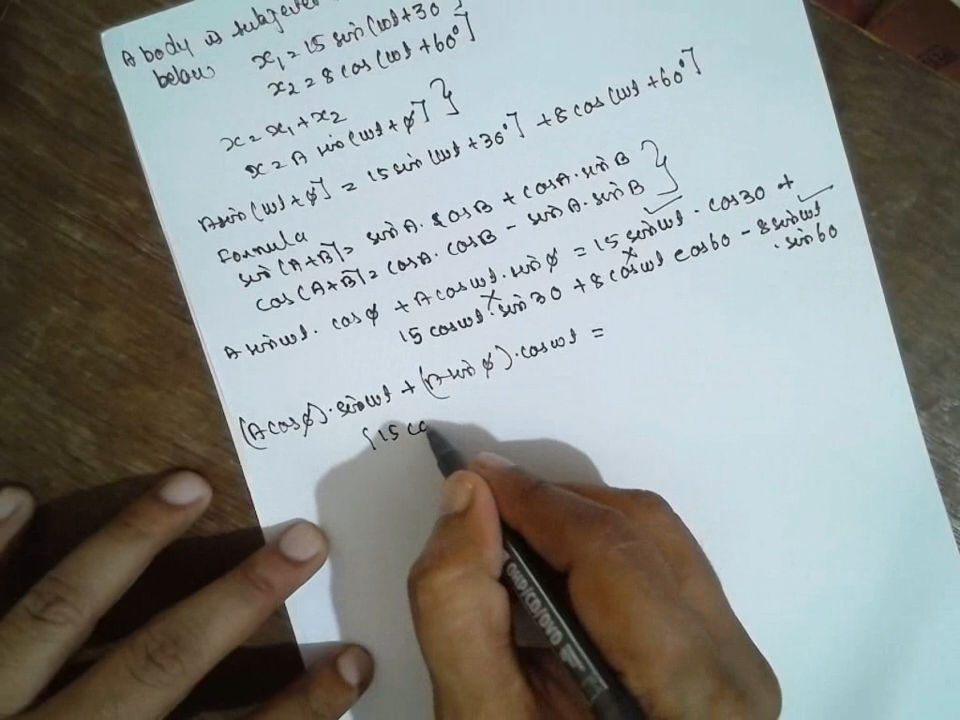 A body is subjected
below x₁ = 15 sin(ωt+30
x₂ = 8 cos(ωt+60°)
x = x₁+x₂
x = A sin(ωt+φ)}
A sin(ωt+φ) = 15 sin(ωt+30°) + 8 cos(ωt+60°)
Formula
sin(A+B) = sin A. cos B + cos A. sin B
cos(A+B) = cos A. cos B - sin A. sin B }
A sin ωt. cos φ + A cos ωt. sin φ = 15 sin ωt. cos 30 +
15 cos ωt. sin 30 + 8 cos ωt cos 60 - 8 sin ωt
. sin 60
(A cos φ). sin ωt + (A sin φ). cos ωt =
(15 co
OHP/CD/DVD